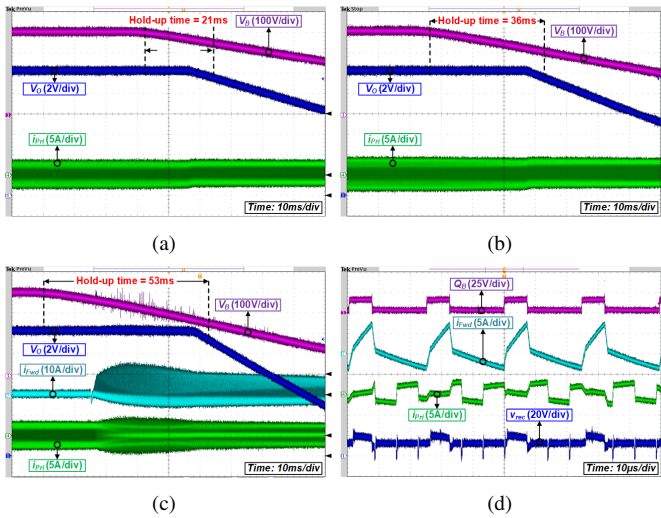 Tek PreVu
Hold-up time = 21ms
V_B (100V/div)
V_O (2V/div)
i_Pri (5A/div)
Time: 10ms/div
(a)
Tek Stop
Hold-up time = 36ms
V_B (100V/div)
V_O (2V/div)
i_Pri (5A/div)
Time: 10ms/div
(b)
Tek PreVu
Hold-up time = 53ms
V_B (100V/div)
V_O (2V/div)
i_Fwd (10A/div)
i_Pri (5A/div)
Time: 10ms/div
(c)
Tek PreVu
Q_B (25V/div)
i_Fwd (5A/div)
i_Pri (5A/div)
v_rec (20V/div)
Time: 10µs/div
(d)